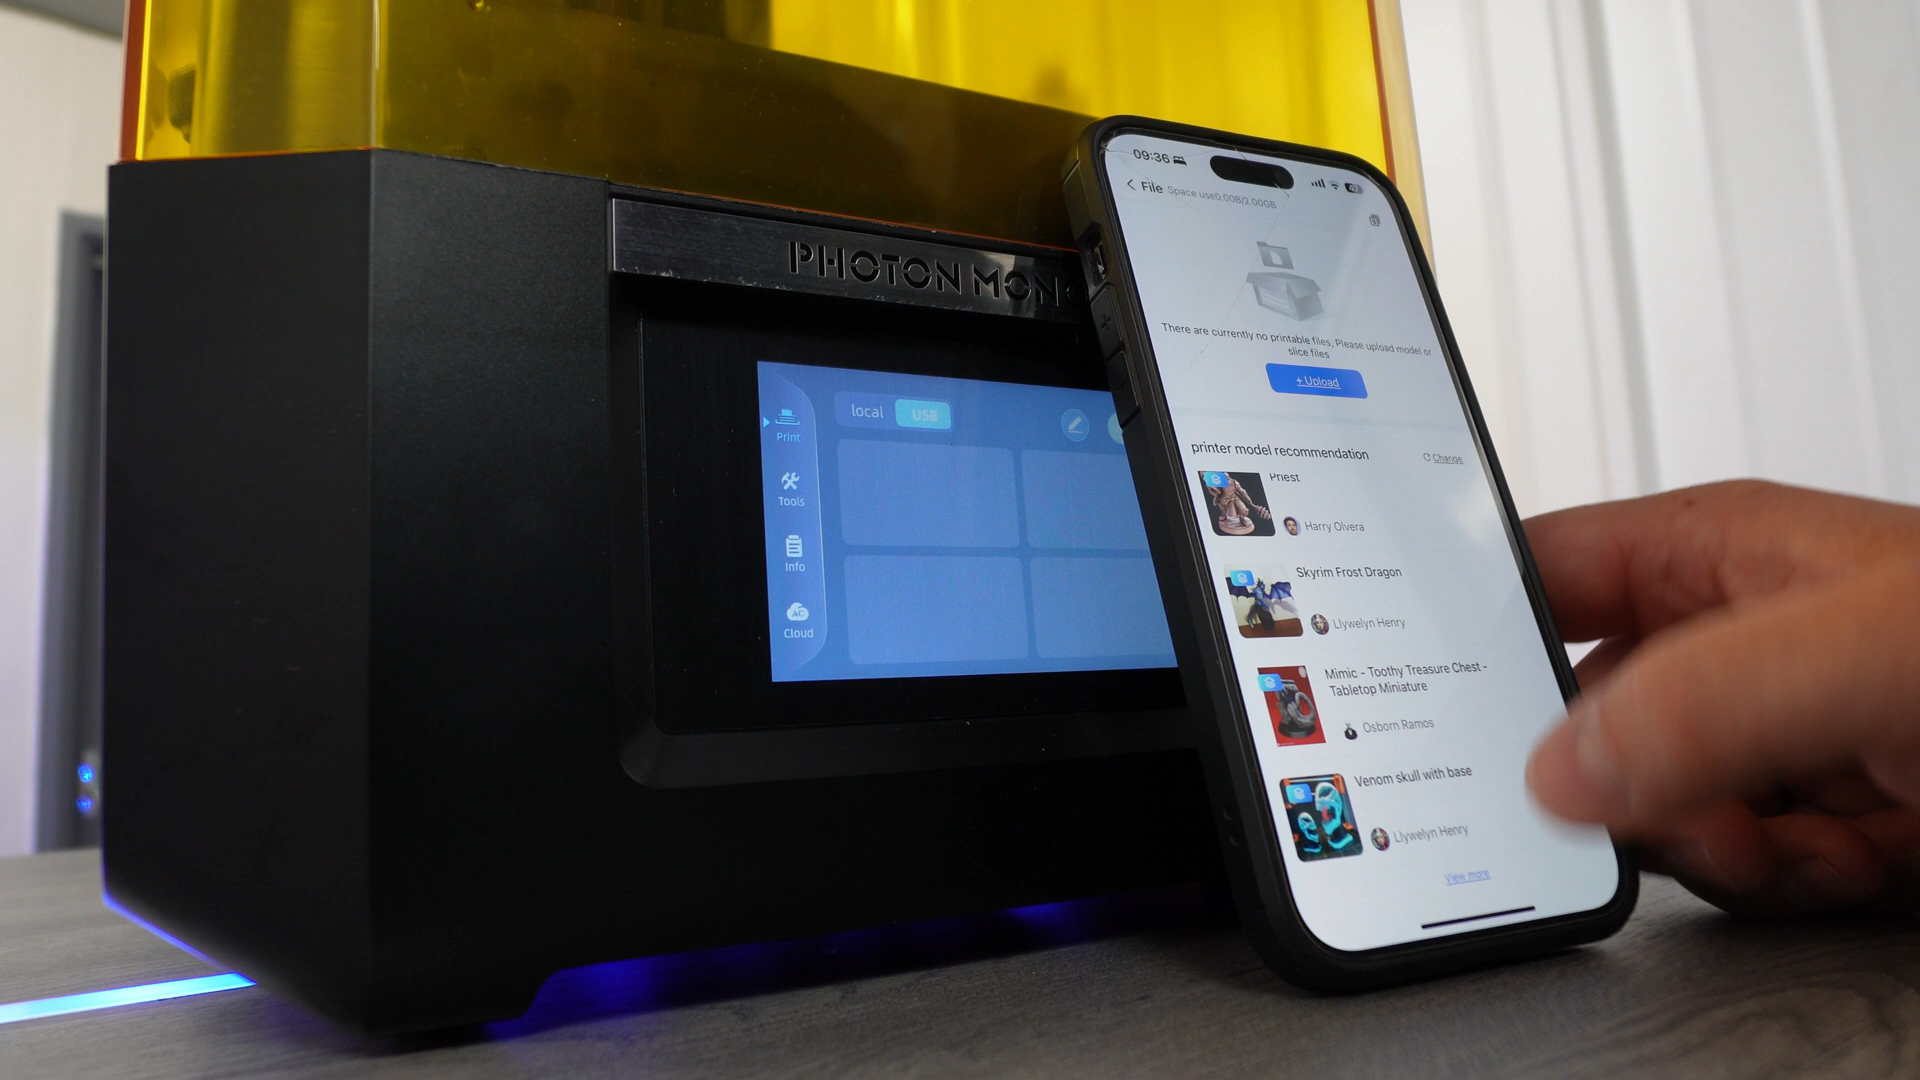 PHOTON MONO
local
USB
Print
Tools
Info
AC
Cloud
09:36
47
File Space use0.00B/2.00GB
There are currently no printable files, Please upload model or
slice files
+ Upload
printer model recommendation
Change
Priest
Harry Olvera
Skyrim Frost Dragon
Llywelyn Henry
Mimic - Toothy Treasure Chest -
Tabletop Miniature
Osborn Ramos
Venom skull with base
Llywelyn Henry
View more